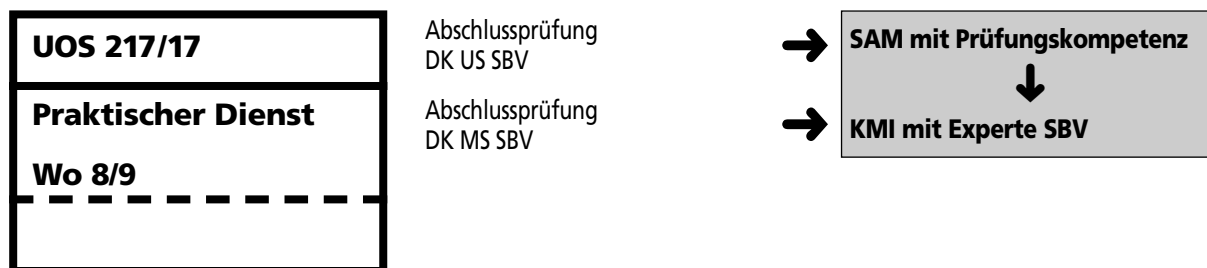 UOS 217/17
Abschlussprüfung
DK US SBV
SAM mit Prüfungskompetenz
Praktischer Dienst
Wo 8/9
Abschlussprüfung
DK MS SBV
KMI mit Experte SBV